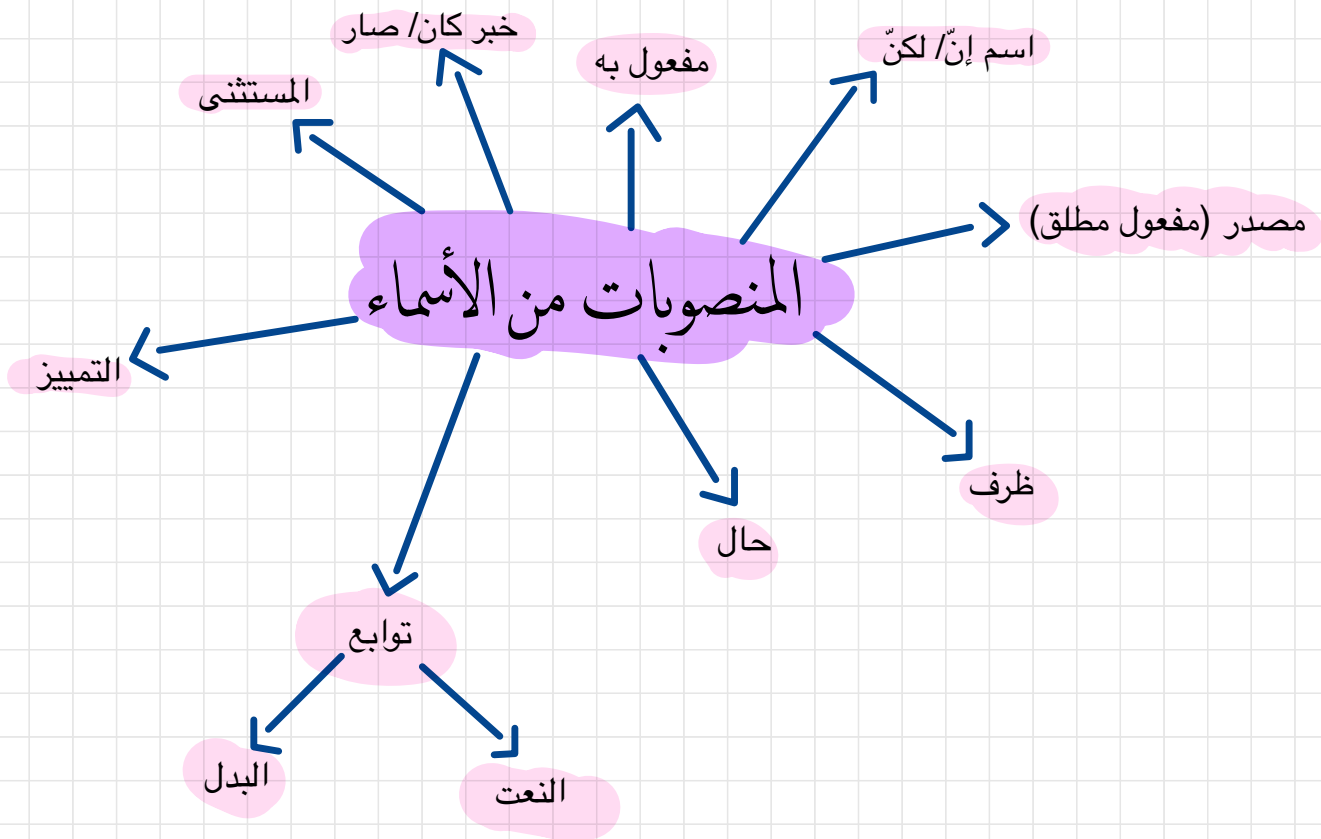 خبر كان/ صار
اسم إنّ/ لكنّ
مفعول به
المستثنى
مصدر (مفعول مطلق)
المنصوبات من الأسماء
التمييز
ظرف
حال
توابع
البدل
النعت